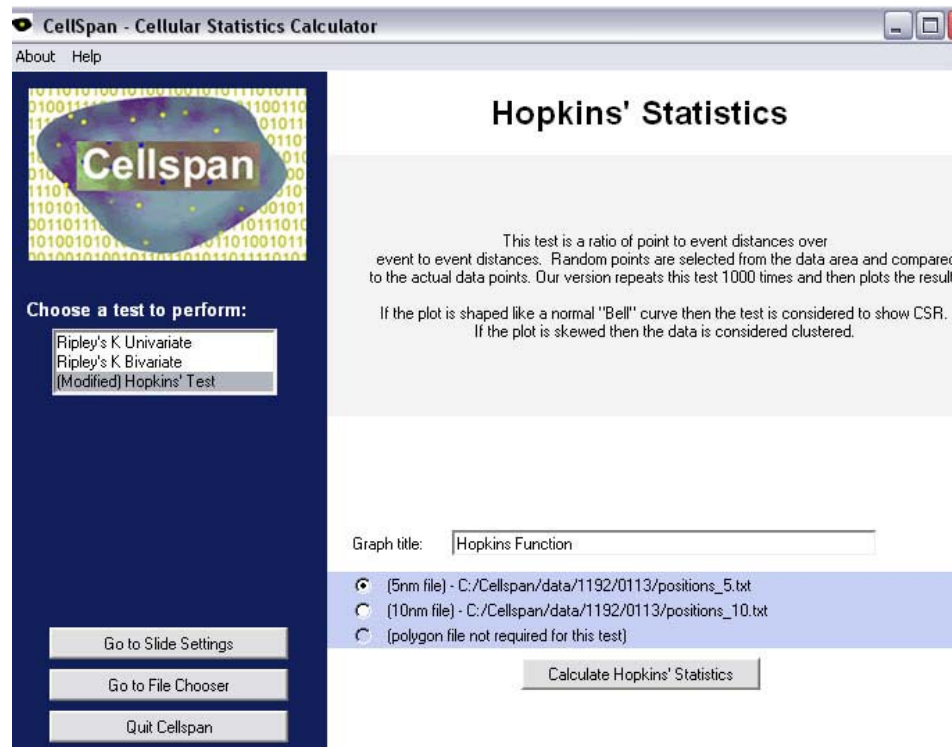 CellSpan - Cellular Statistics Calculator
About Help
Cellspan
Choose a test to perform:
Ripley's K Univariate
Ripley's K Bivariate
(Modified) Hopkins' Test
Go to Slide Settings
Go to File Chooser
Quit Cellspan
Hopkins' Statistics
This test is a ratio of point to event distances over
event to event distances. Random points are selected from the data area and compared
to the actual data points. Our version repeats this test 1000 times and then plots the result
If the plot is shaped like a normal "Bell" curve then the test is considered to show CSR.
If the plot is skewed then the data is considered clustered.
Graph title: Hopkins Function
(5nm file) - C:/Cellspan/data/1192/0113/positions_5.txt
(10nm file) - C:/Cellspan/data/1192/0113/positions_10.txt
(polygon file not required for this test)
Calculate Hopkins' Statistics